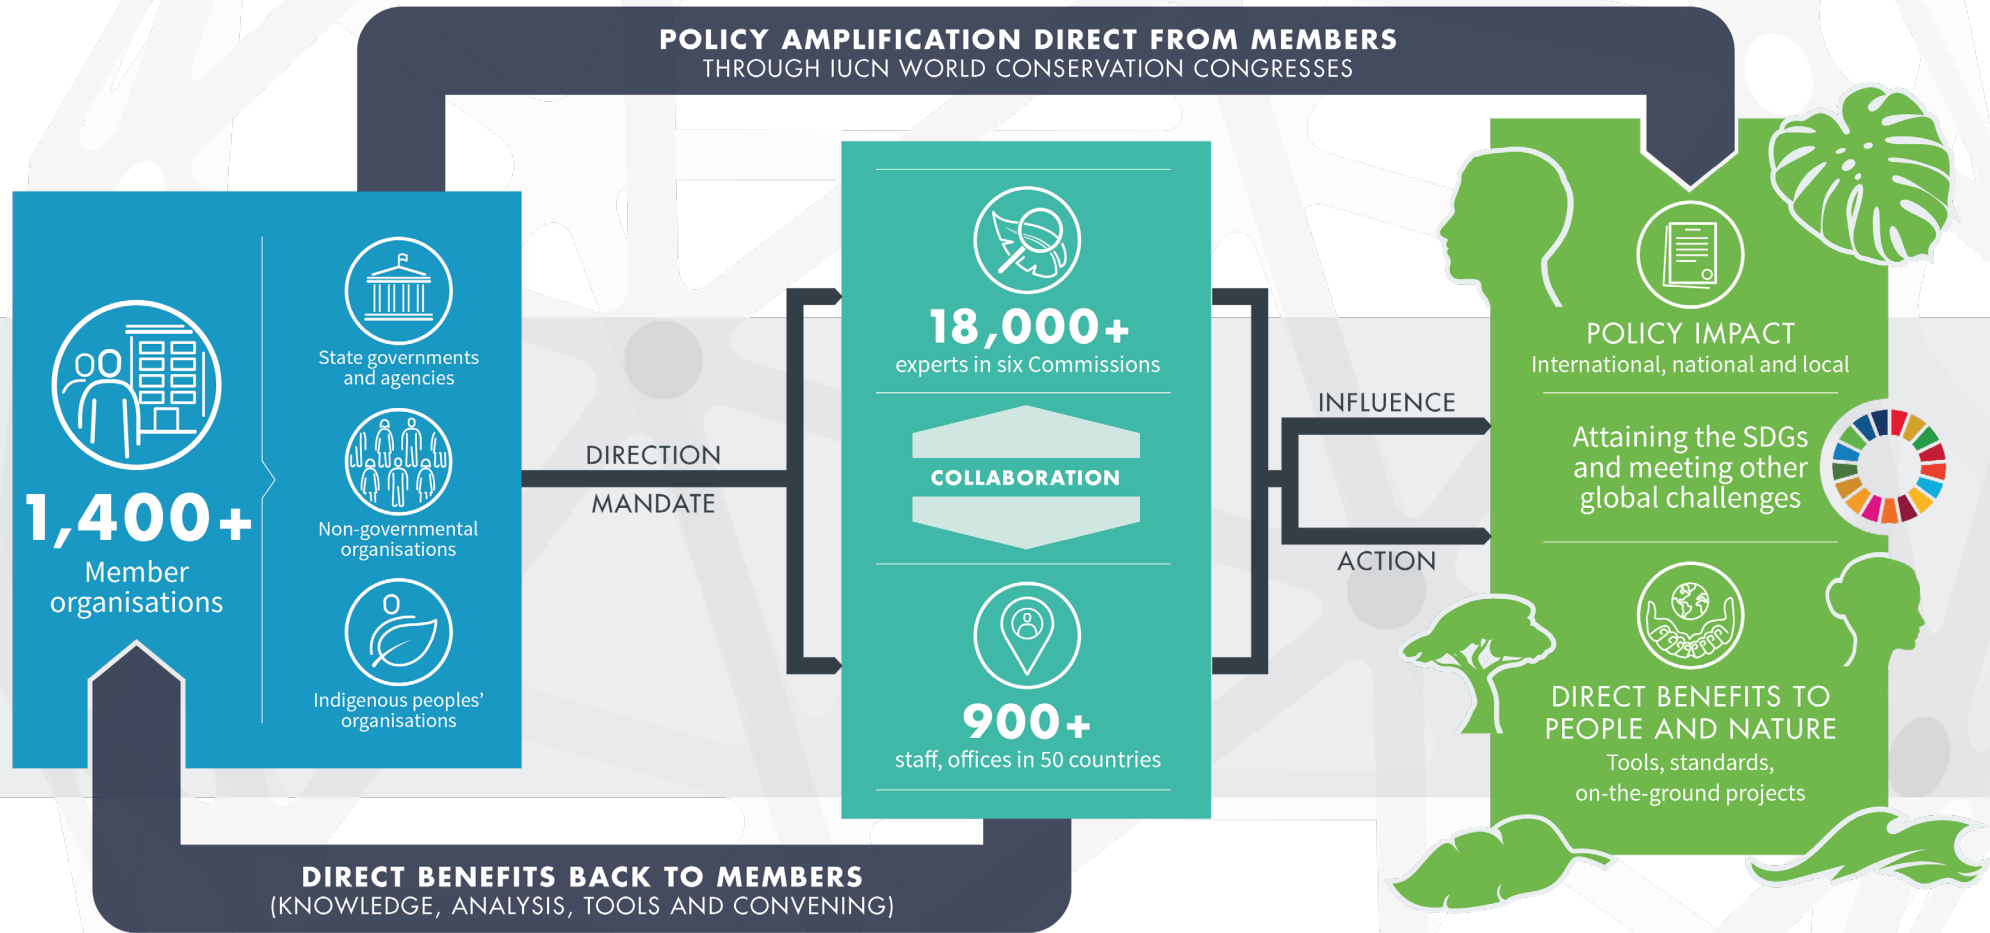 POLICY AMPLIFICATION DIRECT FROM MEMBERS
THROUGH IUCN WORLD CONSERVATION CONGRESSES
1,400+
Member
organisations
State governments
and agencies
Non-governmental
organisations
Indigenous peoples’
organisations
DIRECTION
MANDATE
18,000+
experts in six Commissions
COLLABORATION
900+
staff, offices in 50 countries
INFLUENCE
ACTION
POLICY IMPACT
International, national and local
Attaining the SDGs
and meeting other
global challenges
DIRECT BENEFITS TO
PEOPLE AND NATURE
Tools, standards,
on-the-ground projects
DIRECT BENEFITS BACK TO MEMBERS
(KNOWLEDGE, ANALYSIS, TOOLS AND CONVENING)